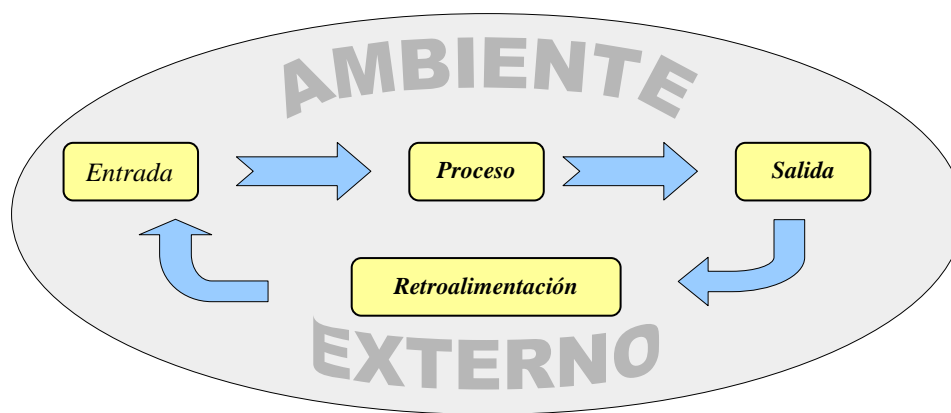 AMBIENTE
Entrada
Proceso
Salida
Retroalimentación
EXTERNO